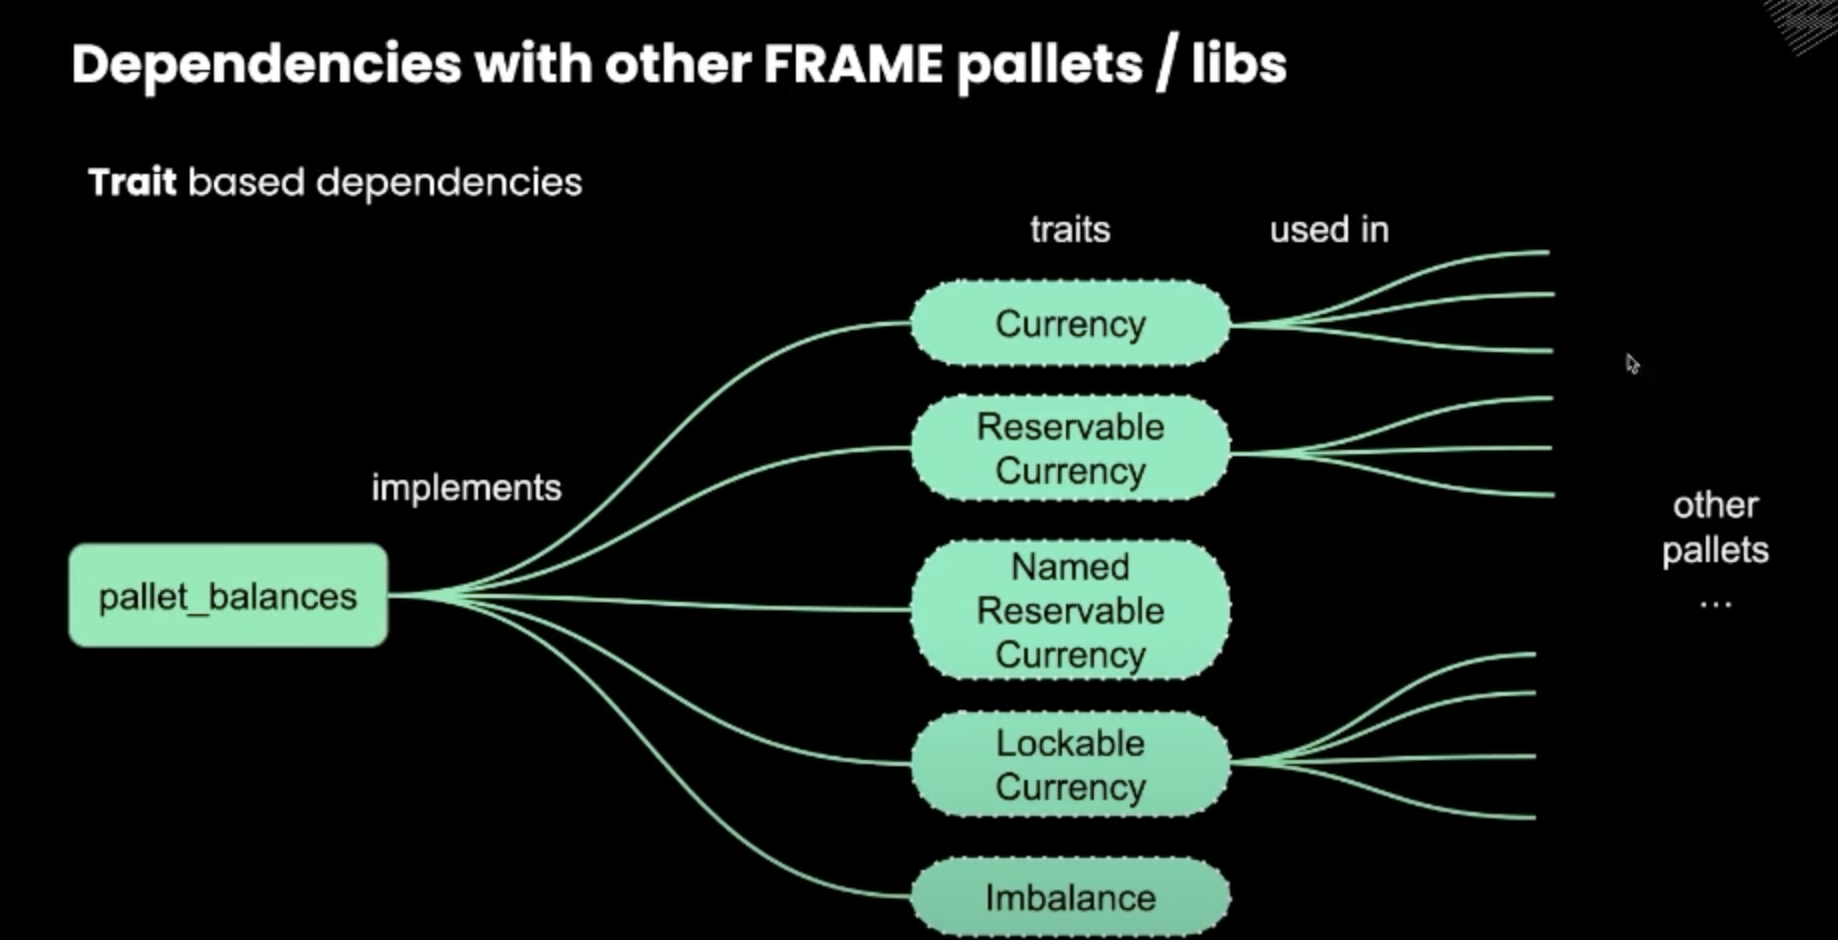 Dependencies with other FRAME pallets / libs
Trait based dependencies
traits
used in
Currency
Reservable
Currency
implements
other
pallets
...
pallet_balances
Named
Reservable
Currency
Lockable
Currency
Imbalance